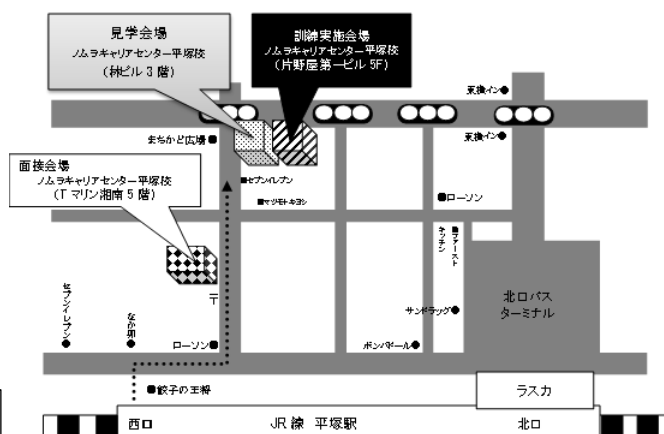 見学会場
ノムラキャリアセンター平塚校
(林ビル3階)
訓練実施会場
ノムラキャリアセンター平塚校
(片野屋第一ビル 5F)
東横イン
まちかど広場
東横イン
面接会場
ノムラキャリアセンター平塚校
(Tマリン湘南5階)
セブンイレブン
マツモトキヨシ
ローソン
ファースト
キッチン
〒
北口バス
ターミナル
サンドラッグ
セブンイレブン
なか卯
ローソン
ポンパドール
餃子の王将
ラスカ
西口
JR線 平塚駅
北口